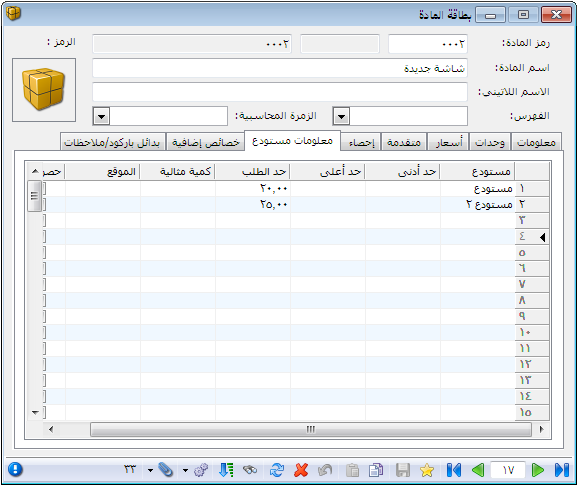 بطاقة المادة
رمز المادة: ٠٠٠٢ ٠٠٠٢ الرمز :
اسم المادة: شاشة جديدة
الاسم اللاتيني:
الفهرس: الزمرة المحاسبية:
معلومات وحدات أسعار متقدمة إحصاء معلومات مستودع خصائص إضافية بدائل باركود/ملاحظات
مستودع حد أدنى حد أعلى حد الطلب كمية مثالية الموقع حصر
١ مستودع ٢٠,٠٠
٢ مستودع ٢ ٢٥,٠٠
٣
٤
٥
٦
٧
٨
٩
١٠
١١
١٢
١٣
١٤
١٥
١٧ ٣٣